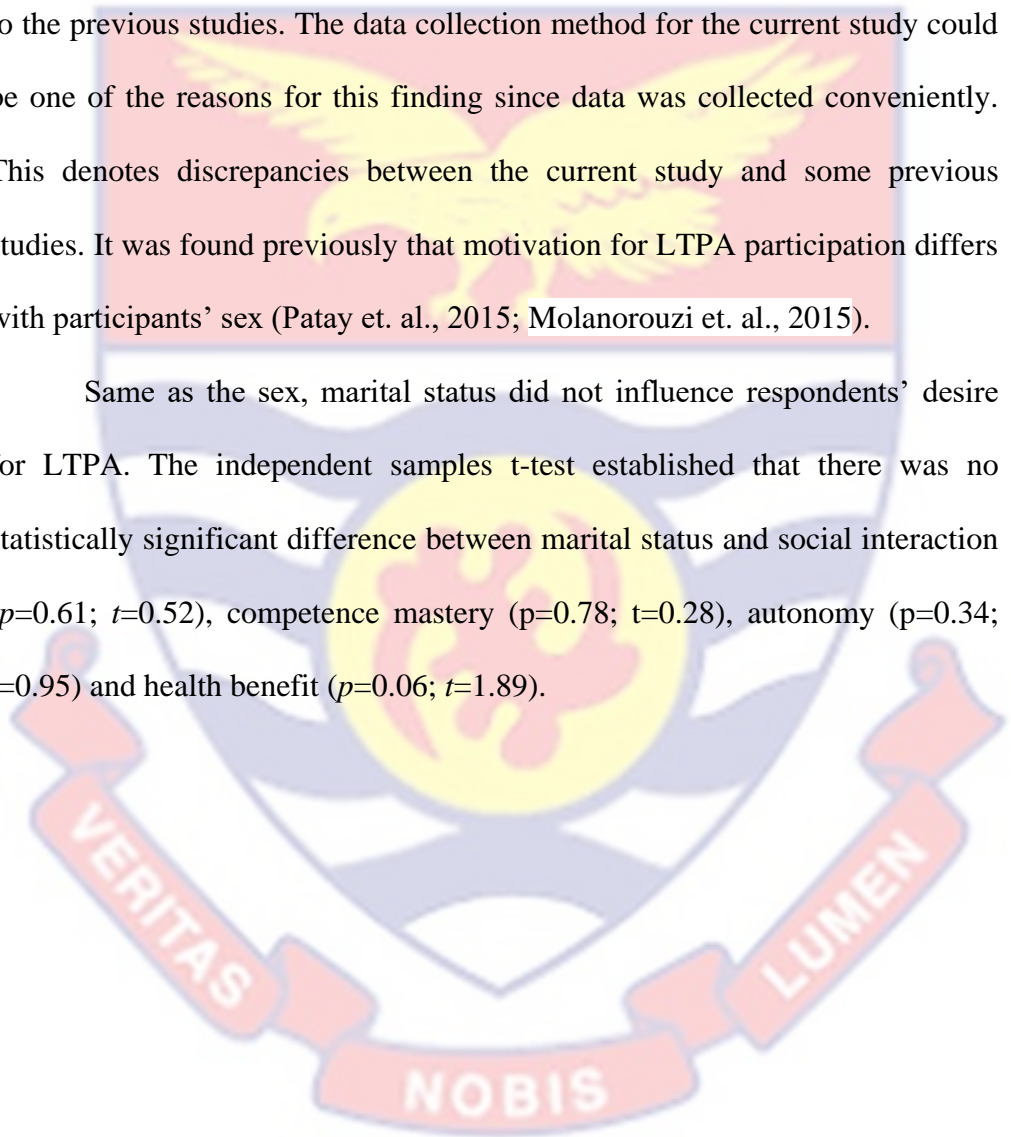 o the previous studies. The data collection method for the current study could
be one of the reasons for this finding since data was collected conveniently.
This denotes discrepancies between the current study and some previous
tudies. It was found previously that motivation for LTPA participation differs
with participants’ sex (Patay et. al., 2015; Molanorouzi et. al., 2015).
Same as the sex, marital status did not influence respondents’ desire
for LTPA. The independent samples t-test established that there was no
tatistically significant difference between marital status and social interaction
p=0.61; t=0.52), competence mastery (p=0.78; t=0.28), autonomy (p=0.34;
=0.95) and health benefit (p=0.06; t=1.89).
VERITAS
NOBIS
LUMEN